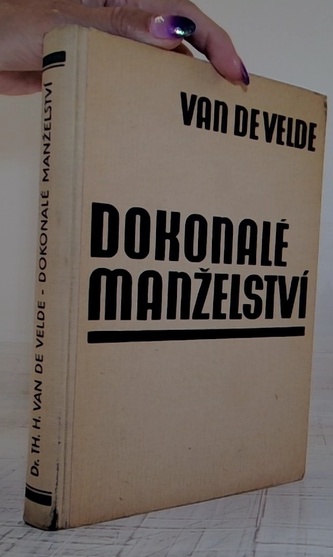 VAN DE VELDE
DOKONALÉ
MANŽELSTVÍ
Dr. TH. H. VAN DE VELDE - DOKONALÉ MANŽELSTVÍ